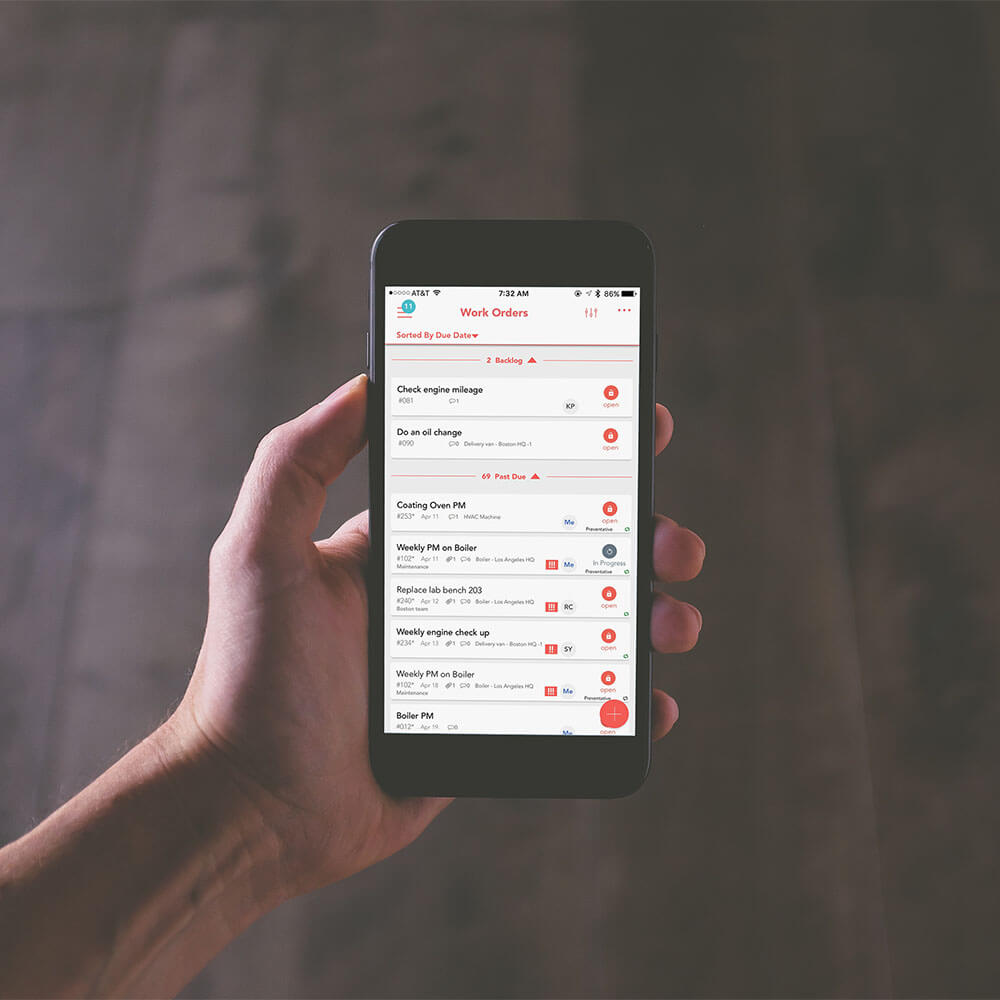 AT&T 7:32 AM 86%
11
Work Orders
Sorted By Due Date
2 Backlog
Check engine mileage
#081 1
KP
open
Do an oil change
#090 0 Delivery van - Boston HQ -1
open
69 Past Due
Coating Oven PM
#253* Apr 11 1 HVAC Machine
Me
open
Preventative
Weekly PM on Boiler
#102* Apr 11 1 6 Boiler - Los Angeles HQ
Maintenance
!!! Me
In Progress
Preventative
Replace lab bench 203
#240* Apr 12 1 0 Boiler - Los Angeles HQ
Boston team
!!! RC
open
Weekly engine check up
#234* Apr 13 1 0 Delivery van - Boston HQ -1
!! SY
open
Weekly PM on Boiler
#102* Apr 18 1 0 Boiler - Los Angeles HQ
Maintenance
!!! Me
open
Preventative
Boiler PM
#012* Apr 19 0
Me
open